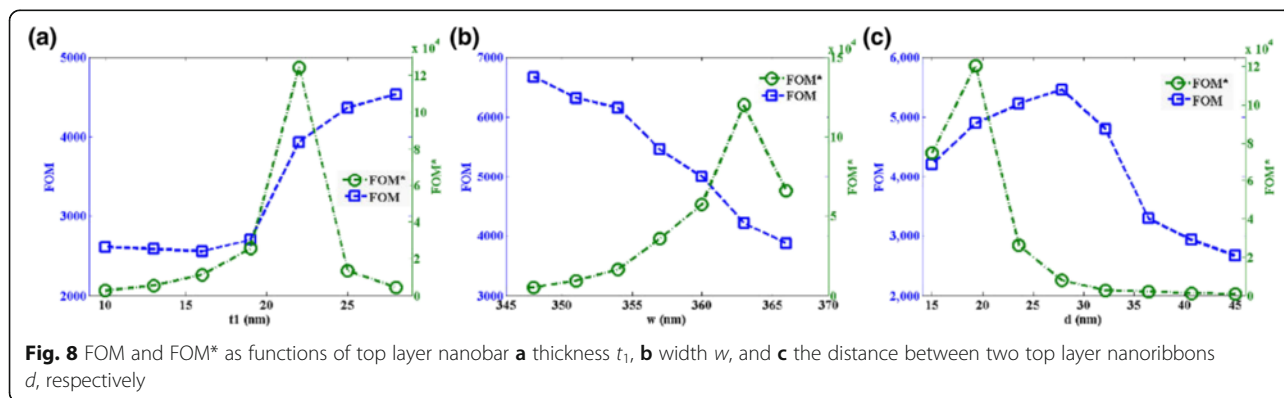 (a)
x 10⁴
5000
4000
3000
2000
FOM
10
15
20
25
t1 (nm)
12
10
8
6
4
2
0
FOM*
FOM*
FOM
(b)
x 10⁴
7000
6000
5000
4000
3000
FOM
345
350
355
360
365
370
w (nm)
15
10
5
0
FOM*
FOM*
FOM
(c)
x 10⁴
6,000
5,000
4,000
3,000
2,000
FOM
15
20
25
30
35
40
45
d (nm)
12
10
8
6
4
2
0
FOM*
FOM*
FOM
Fig. 8 FOM and FOM* as functions of top layer nanobar a thickness t₁, b width w, and c the distance between two top layer nanoribbons
d, respectively